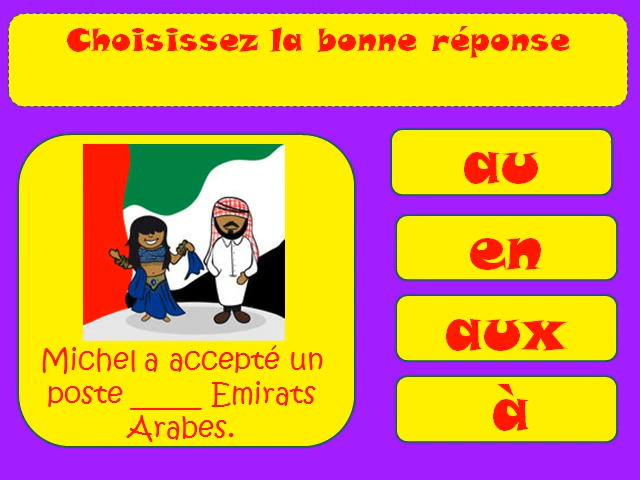 Choisissez la bonne réponse
Michel a accepté un
poste _____ Emirats
Arabes.
au
en
aux
à